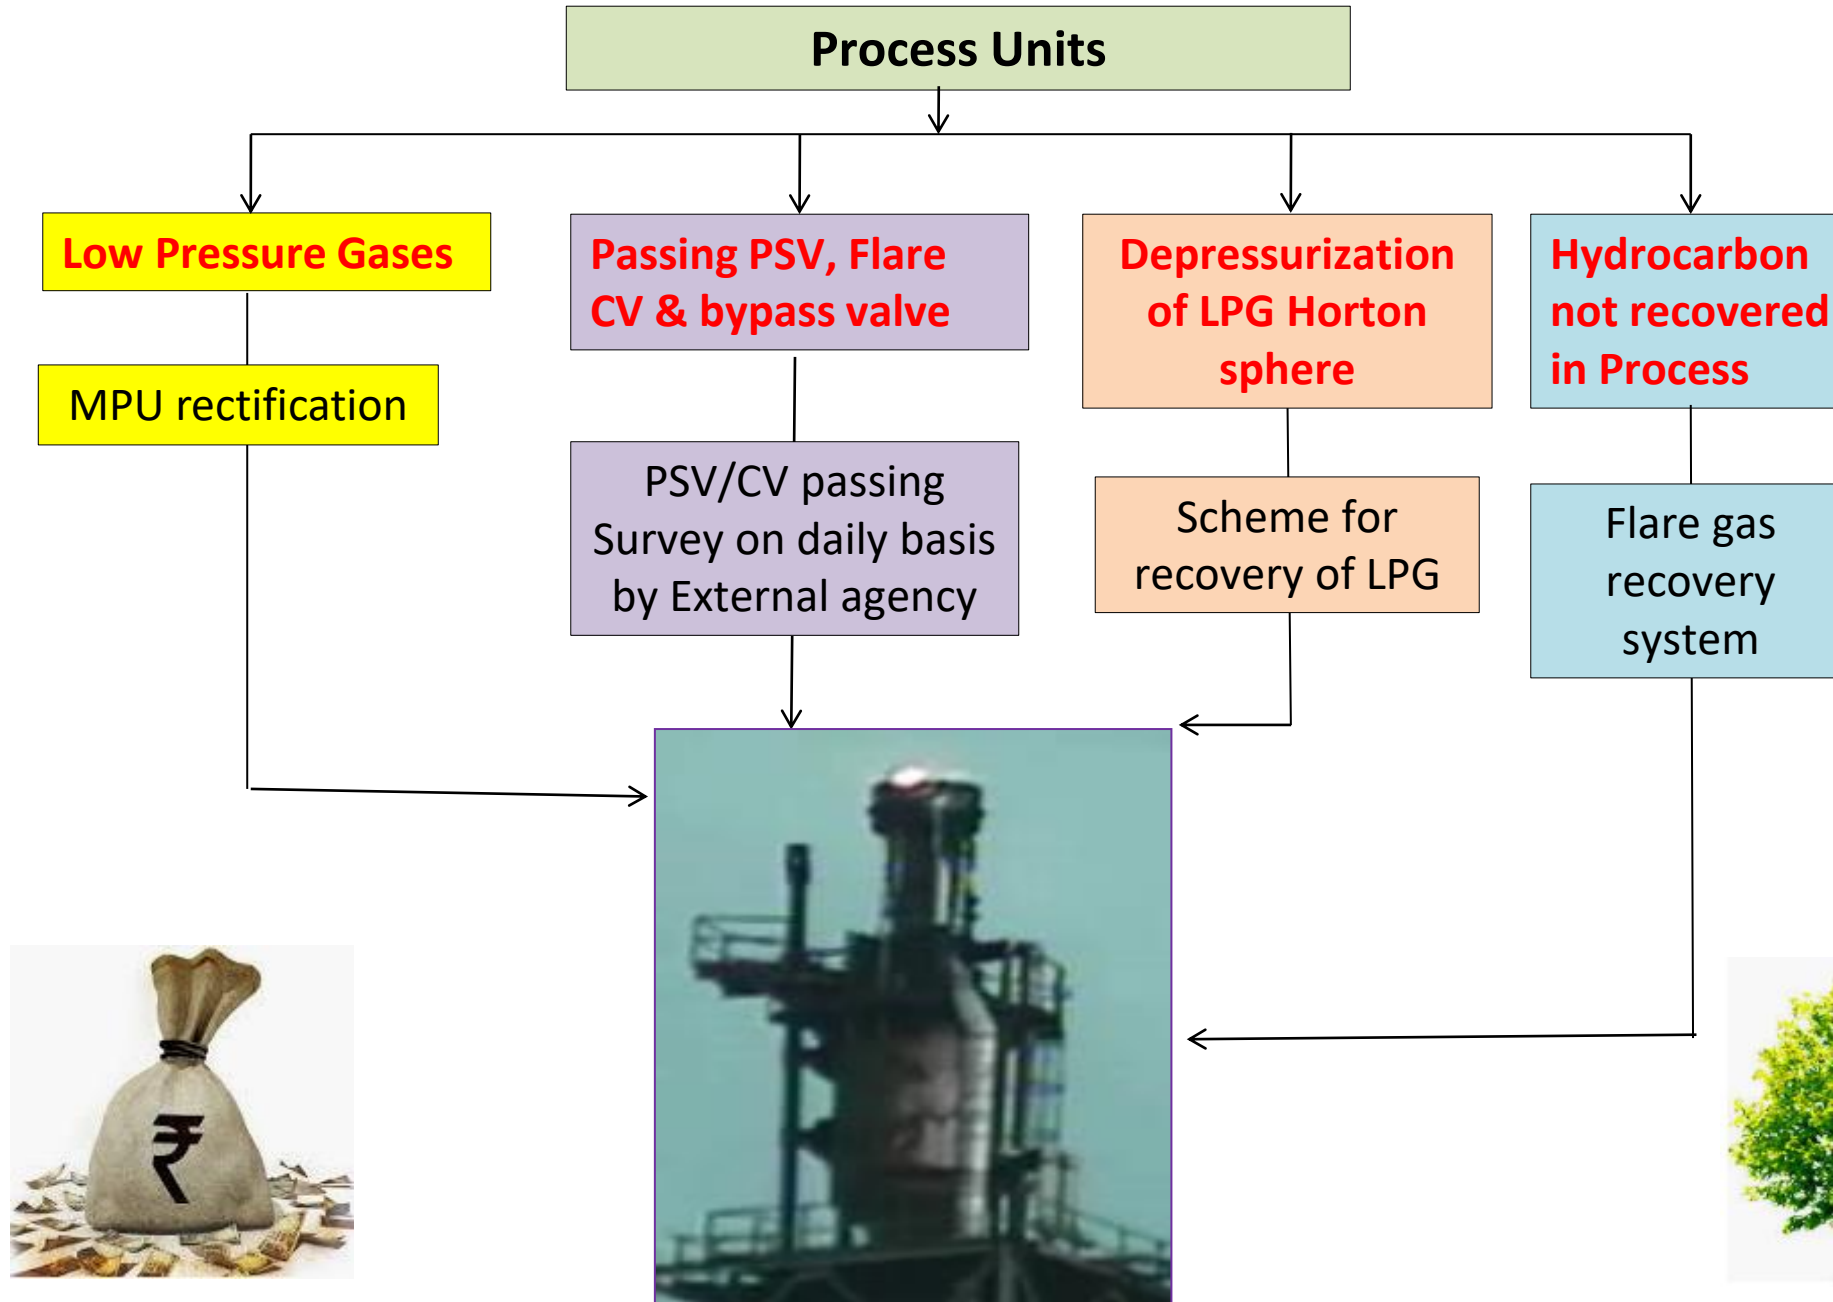 Process Units
Low Pressure Gases
Passing PSV, Flare
CV & bypass valve
Depressurization
of LPG Horton
sphere
Hydrocarbon
not recovered
in Process
MPU rectification
PSV/CV passing
Survey on daily basis
by External agency
Scheme for
recovery of LPG
Flare gas
recovery
system
₹